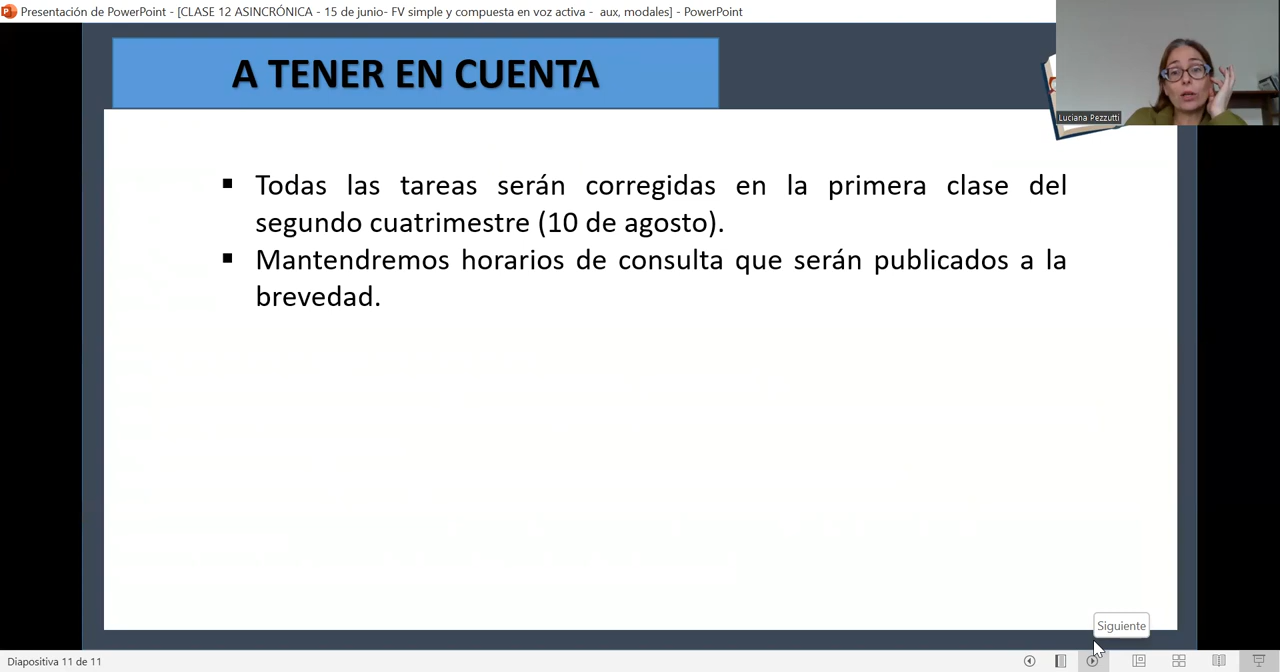 Presentación de PowerPoint - [CLASE 12 ASINCRÓNICA - 15 de junio- FV simple y compuesta en voz activa - aux, modales] - PowerPoint
A TENER EN CUENTA
Luciana Pezzutti
▪ Todas las tareas serán corregidas en la primera clase del
segundo cuatrimestre (10 de agosto).
▪ Mantendremos horarios de consulta que serán publicados a la
brevedad.
Siguiente
Diapositiva 11 de 11